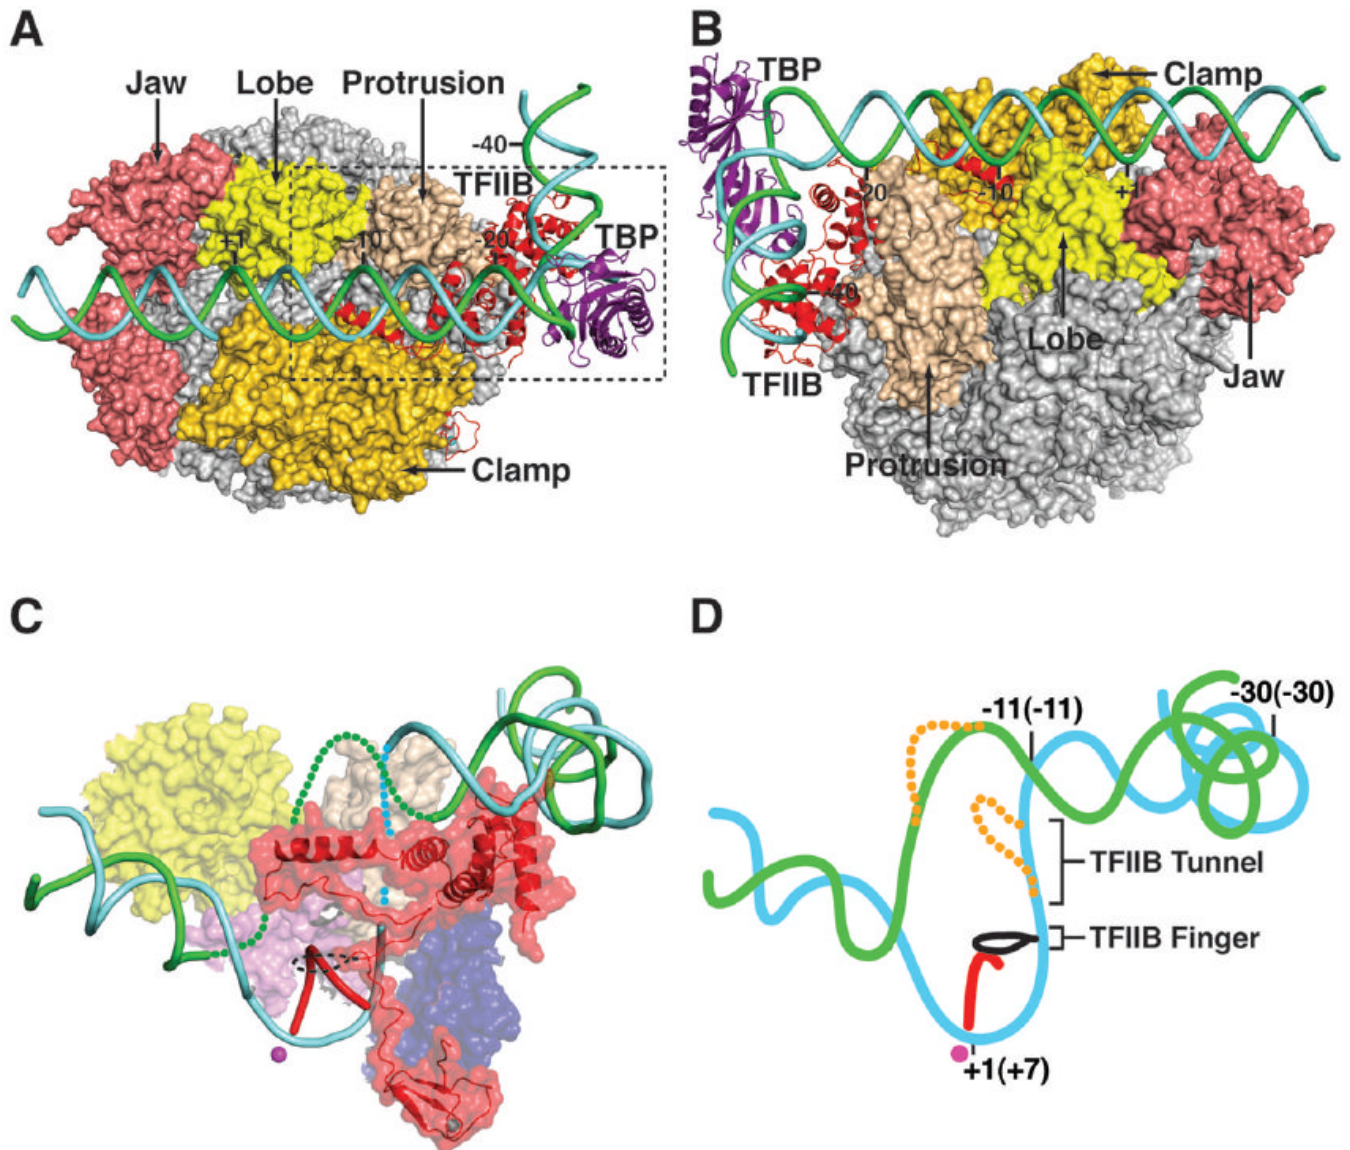 A
Jaw
Lobe
Protrusion
-40
TFIIB
TBP
+1
-10
-20
Clamp
B
TBP
Clamp
-20
-10
+1
-40
Lobe
TFIIB
Jaw
Protrusion
C
D
-11(-11)
-30(-30)
TFIIB Tunnel
TFIIB Finger
+1(+7)